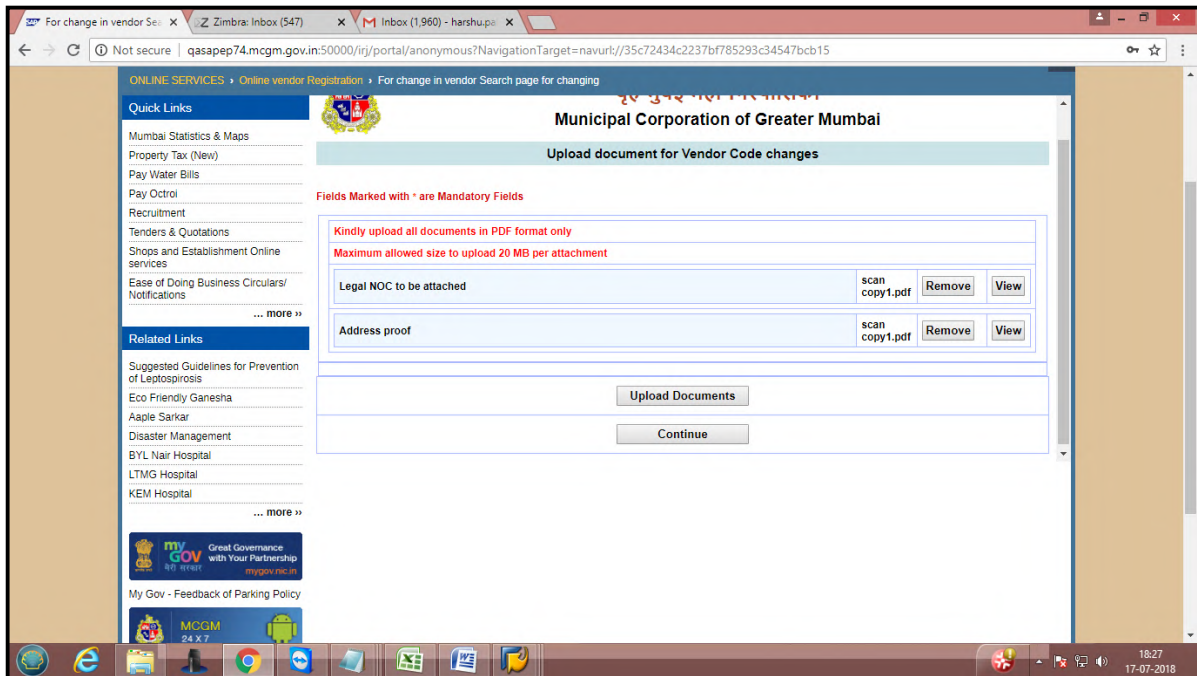 For change in vendor Sea
Zimbra: Inbox (547)
Inbox (1,960) - harshu.pa
Not secure | qasapep74.mcgm.gov.in:50000/irj/portal/anonymous?NavigationTarget=navurl://35c72434c2237bf785293c34547bcb15
ONLINE SERVICES › Online vendor Registration › For change in vendor Search page for changing
Quick Links
Mumbai Statistics & Maps
Property Tax (New)
Pay Water Bills
Pay Octroi
Recruitment
Tenders & Quotations
Shops and Establishment Online
services
Ease of Doing Business Circulars/
Notifications
... more ››
Related Links
Suggested Guidelines for Prevention
of Leptospirosis
Eco Friendly Ganesha
Aaple Sarkar
Disaster Management
BYL Nair Hospital
LTMG Hospital
KEM Hospital
... more ››
my
GOV
मेरी सरकार
Great Governance
with Your Partnership
mygov.nic.in
My Gov - Feedback of Parking Policy
MCGM
24 X 7
Municipal Corporation of Greater Mumbai
Upload document for Vendor Code changes
Fields Marked with * are Mandatory Fields
Kindly upload all documents in PDF format only
Maximum allowed size to upload 20 MB per attachment
Legal NOC to be attached
scan
copy1.pdf
Remove
View
Address proof
scan
copy1.pdf
Remove
View
Upload Documents
Continue
18:27
17-07-2018